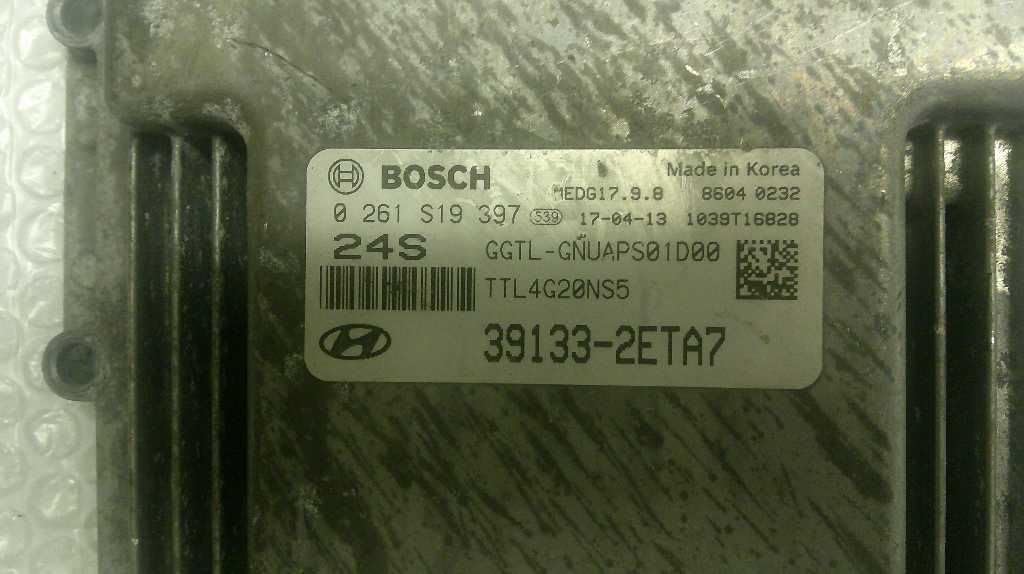 BOSCH Made in Korea
MEDG17.9.8 8604 0232
0 261 S19 397 539 17-04-13 1039T16828
24S GGTL-GÑUAPS01D00
TTL4G20NS5
39133-2ETA7